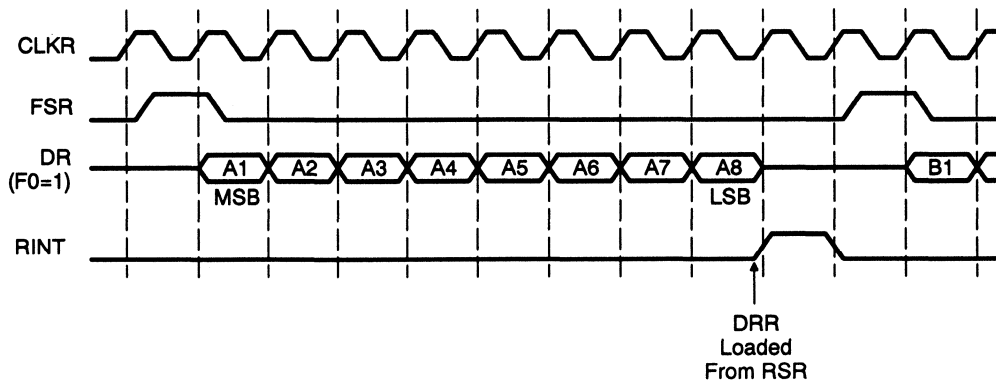 CLKR
FSR
DR
(F0=1)
A1 A2 A3 A4 A5 A6 A7 A8 B1
MSB LSB
RINT
DRR
Loaded
From RSR